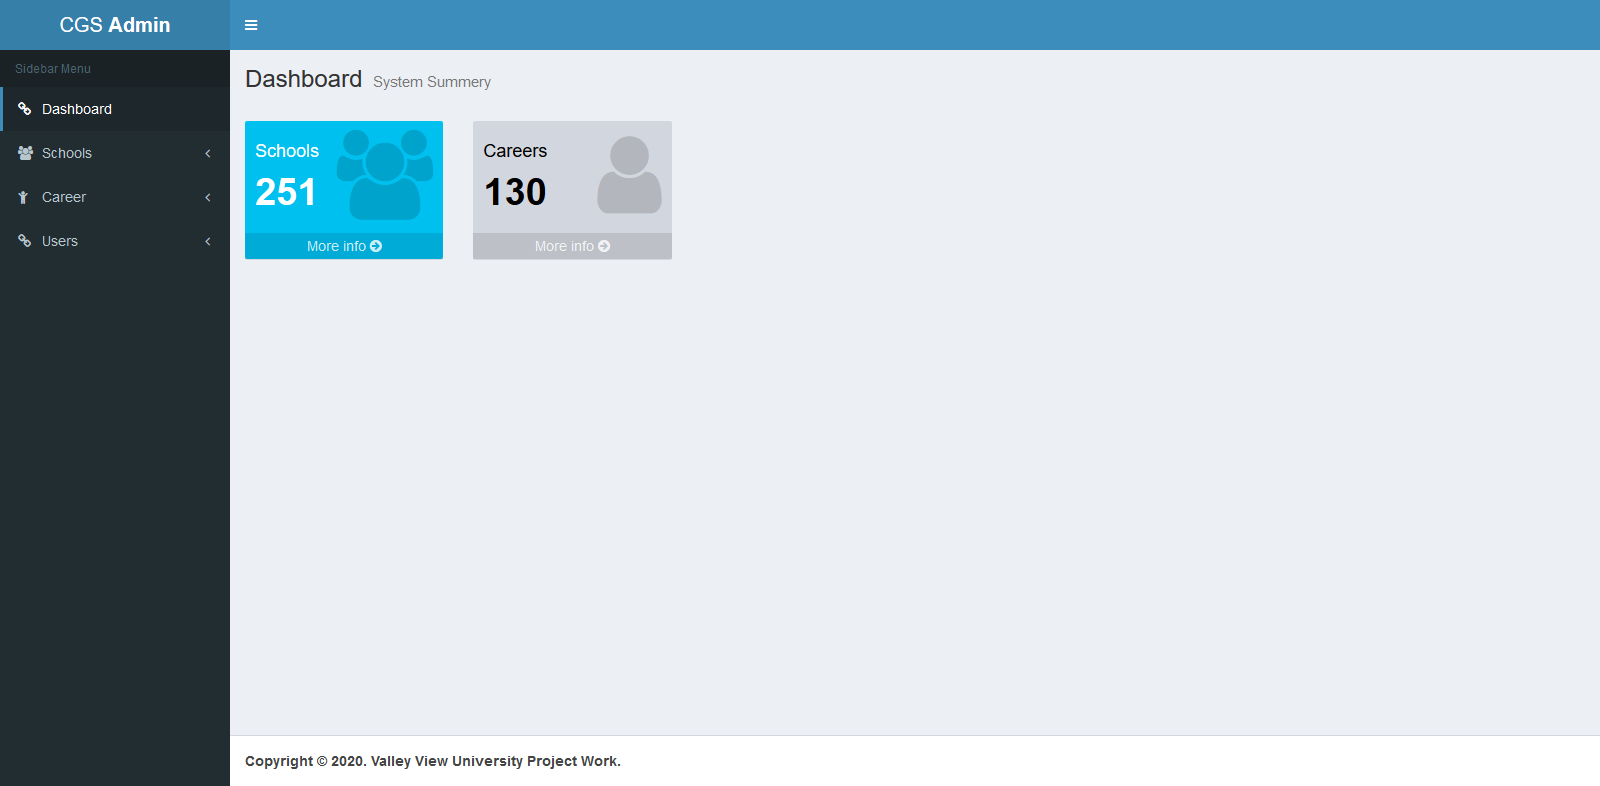 CGS Admin
Sidebar Menu
Dashboard
Schools
Career
Users
Dashboard System Summery
Schools
251
More info
Careers
130
More info
Copyright © 2020. Valley View University Project Work.